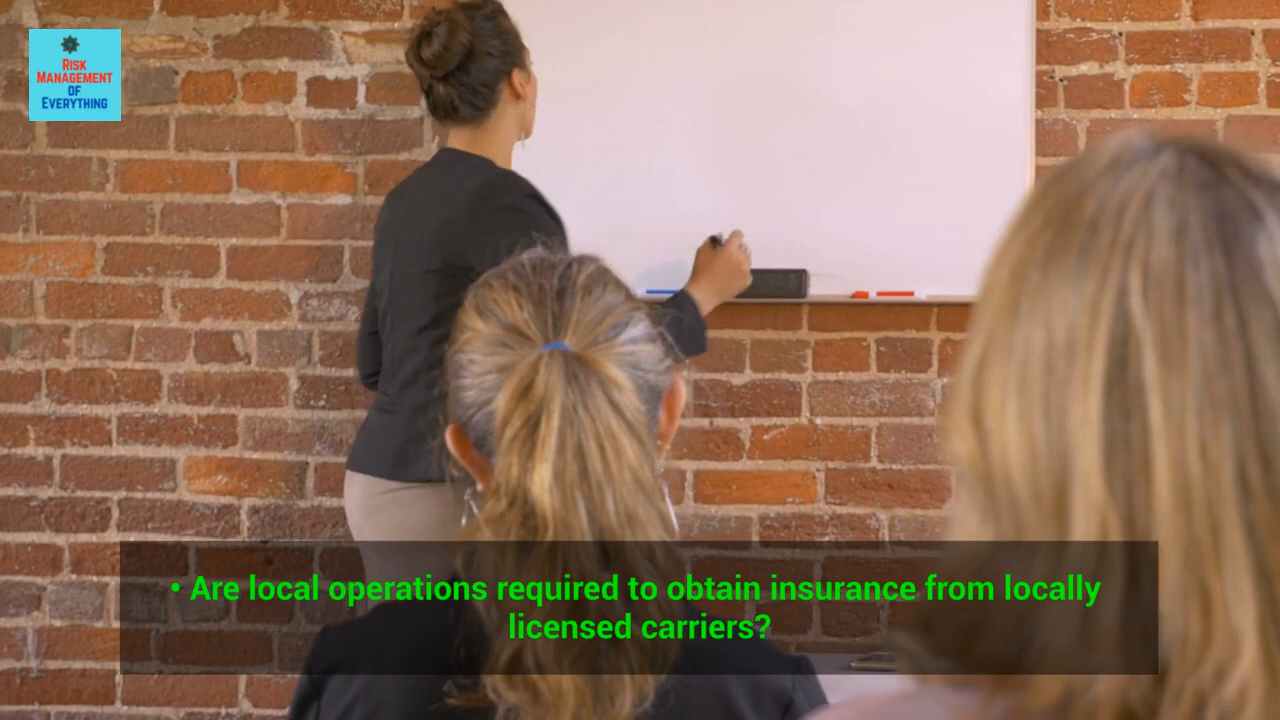 Risk
Management
of
Everything
• Are local operations required to obtain insurance from locally
licensed carriers?